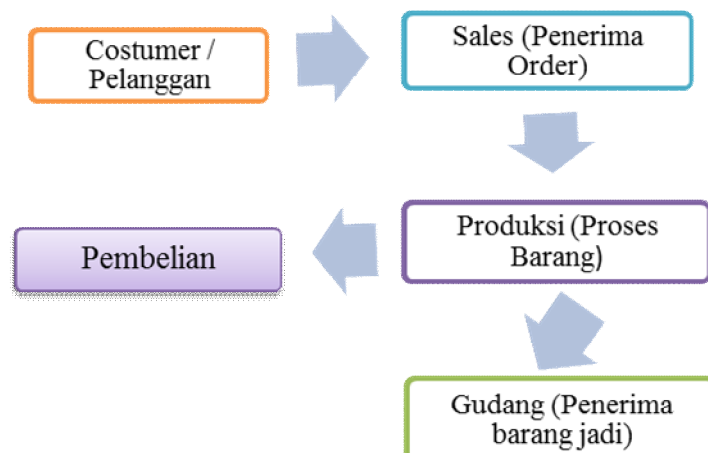 Costumer /
Pelanggan
Sales (Penerima
Order)
Produksi (Proses
Barang)
Pembelian
Gudang (Penerima
barang jadi)